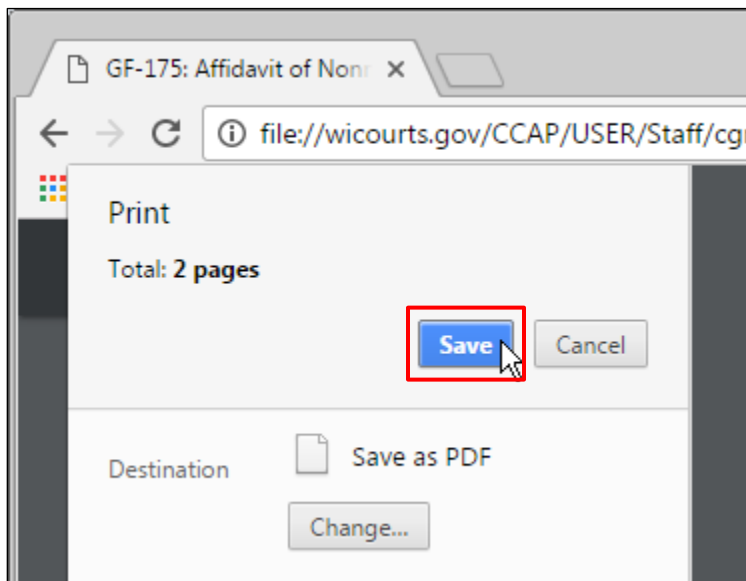 GF-175: Affidavit of Non
file://wicourts.gov/CCAP/USER/Staff/cg
Print
Total: 2 pages
Save Cancel
Destination Save as PDF
Change...